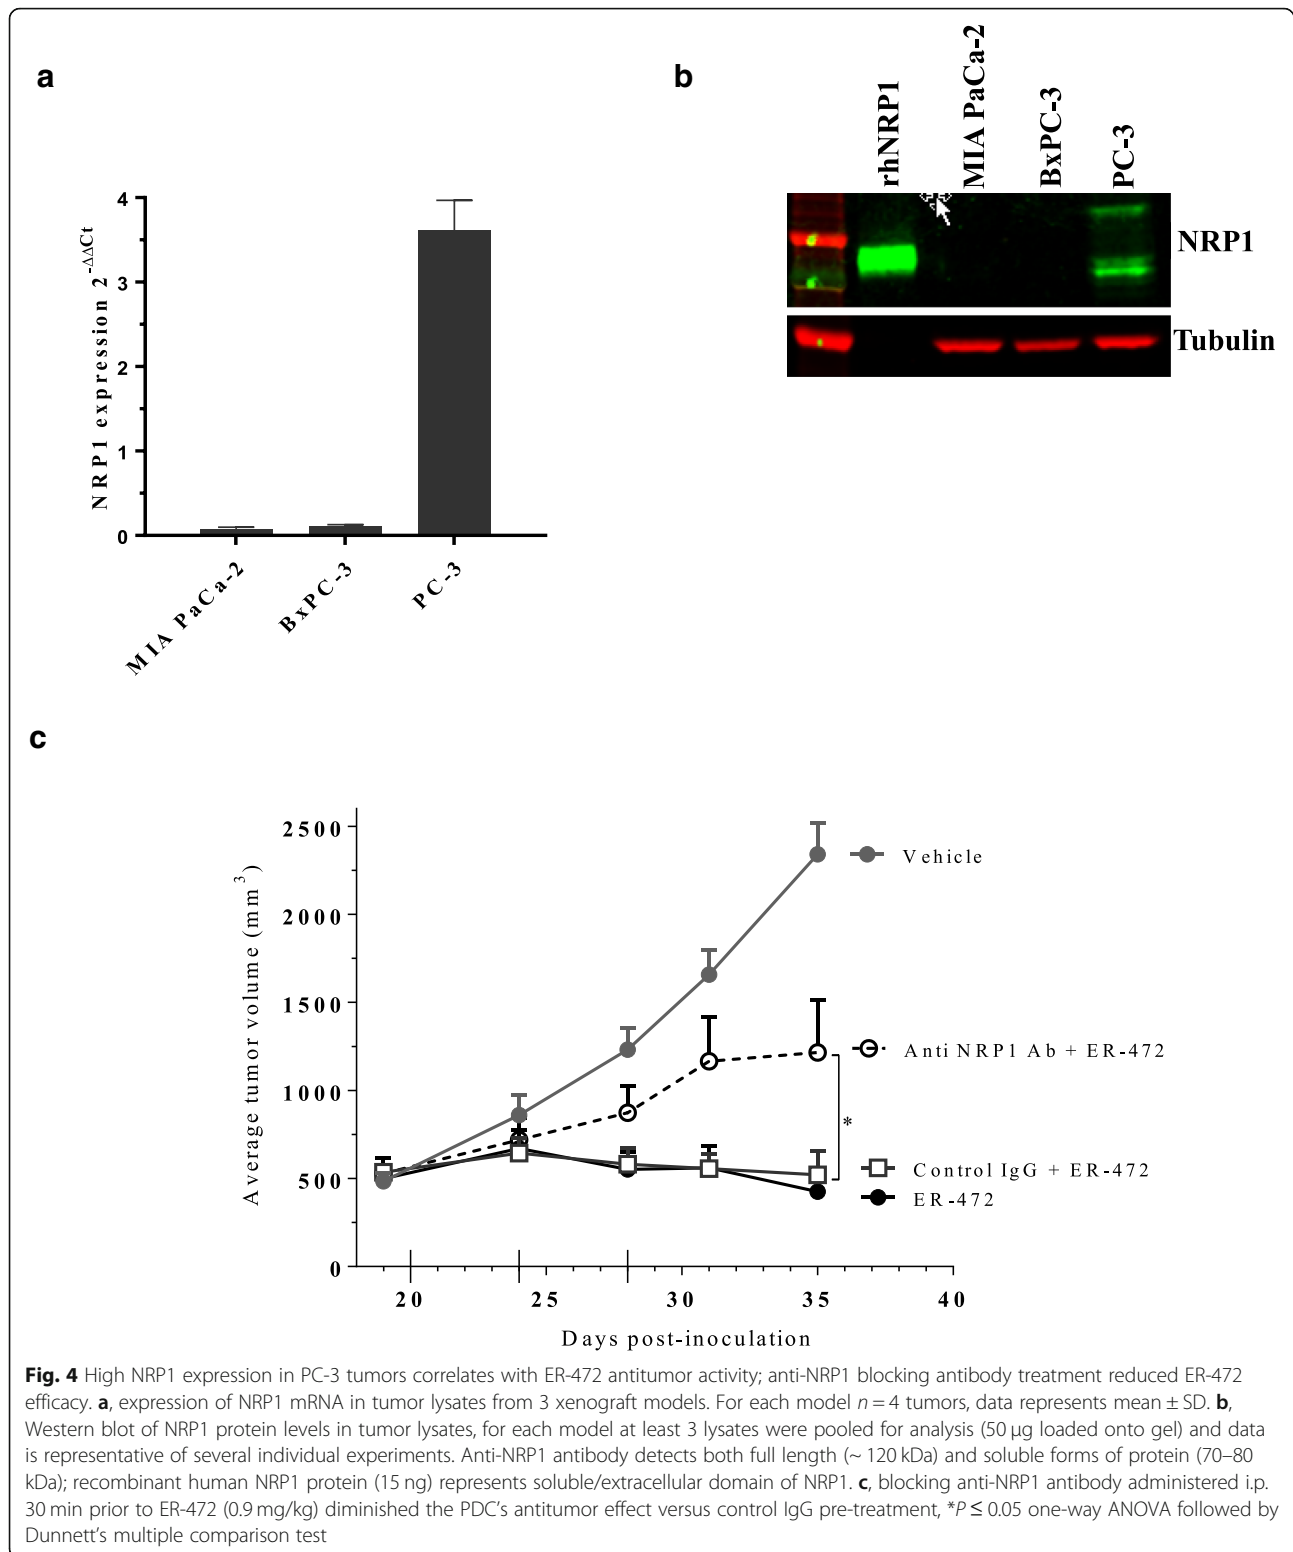 a
NRP1 expression 2^-ΔΔCt
4
3
2
1
0
MIA PaCa-2
BxPC-3
PC-3
b
rhNRP1
MIA PaCa-2
BxPC-3
PC-3
NRP1
Tubulin
c
Average tumor volume (mm³)
2500
2000
1500
1000
500
0
20 25 30 35 40
Days post-inoculation
Vehicle
Anti NRP1 Ab + ER-472
*
Control IgG + ER-472
ER-472
Fig. 4 High NRP1 expression in PC-3 tumors correlates with ER-472 antitumor activity; anti-NRP1 blocking antibody treatment reduced ER-472
efficacy. a, expression of NRP1 mRNA in tumor lysates from 3 xenograft models. For each model n = 4 tumors, data represents mean ± SD. b,
Western blot of NRP1 protein levels in tumor lysates, for each model at least 3 lysates were pooled for analysis (50 μg loaded onto gel) and data
is representative of several individual experiments. Anti-NRP1 antibody detects both full length (~ 120 kDa) and soluble forms of protein (70–80
kDa); recombinant human NRP1 protein (15 ng) represents soluble/extracellular domain of NRP1. c, blocking anti-NRP1 antibody administered i.p.
30 min prior to ER-472 (0.9 mg/kg) diminished the PDC's antitumor effect versus control IgG pre-treatment, *P ≤ 0.05 one-way ANOVA followed by
Dunnett's multiple comparison test